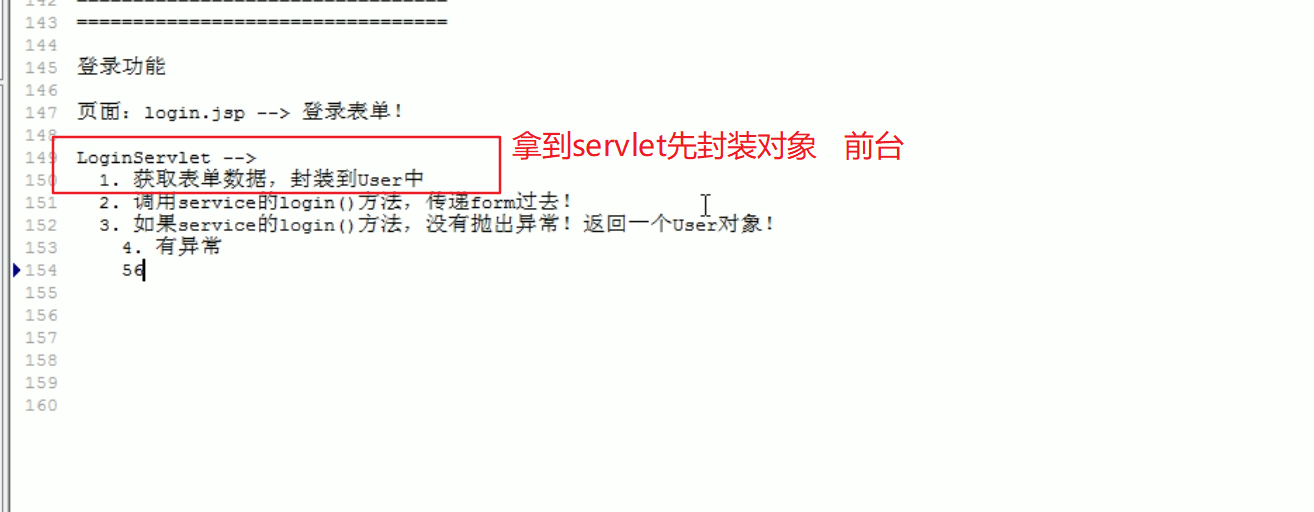 142 ==================================
143 ==================================
144
145 登录功能
146
147 页面：login.jsp --> 登录表单！
148
149 LoginServlet -->
拿到servlet先封装对象 前台
150 1. 获取表单数据，封装到User中
151 2. 调用service的login()方法，传递form过去！
152 3. 如果service的login()方法，没有抛出异常！返回一个User对象！
153 4. 有异常
154 56
155
156
157
158
159
160